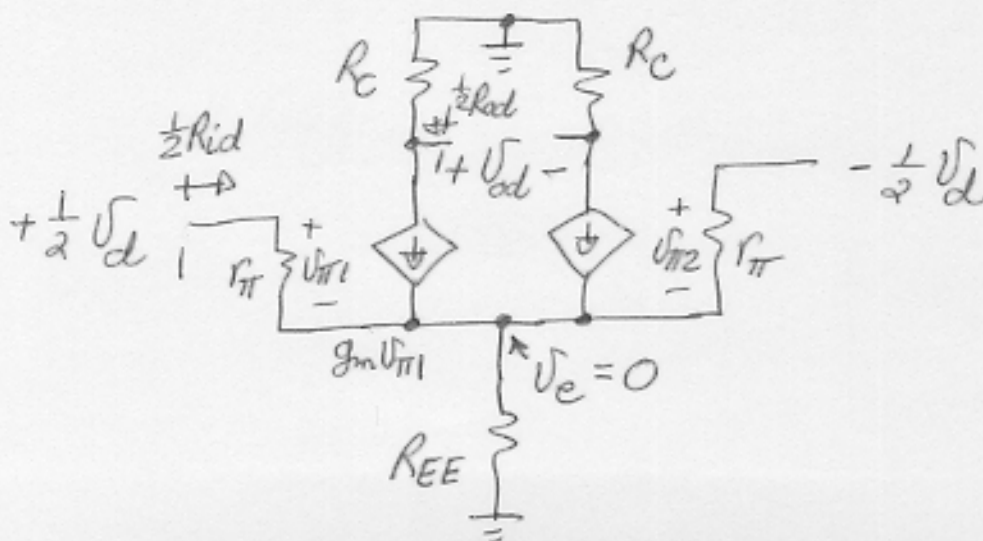 R_C
R_C
½R_id
½R_od
+ V_od −
+ ½ V_d
− ½ V_d
r_π
+
V_π1
−
+
V_π2
−
r_π
g_m V_π1
V_e = 0
R_EE